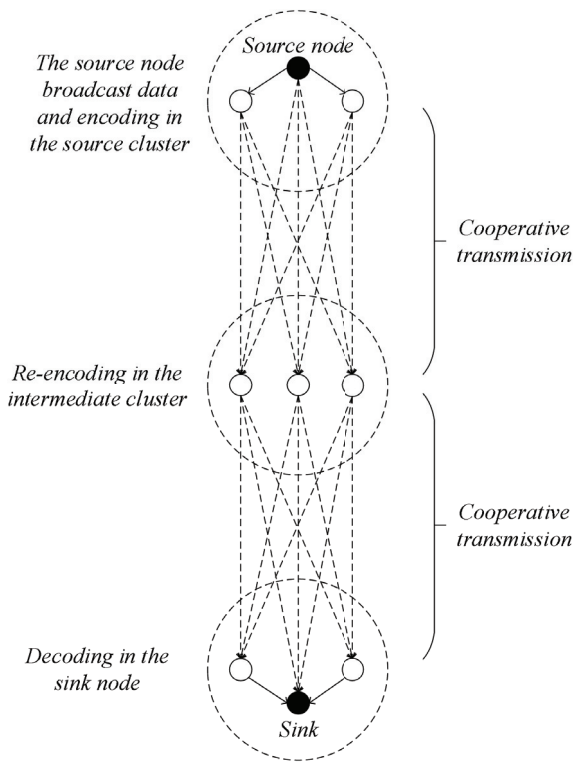 Source node
The source node
broadcast data
and encoding in
the source cluster
Cooperative
transmission
Re-encoding in the
intermediate cluster
Cooperative
transmission
Decoding in the
sink node
Sink